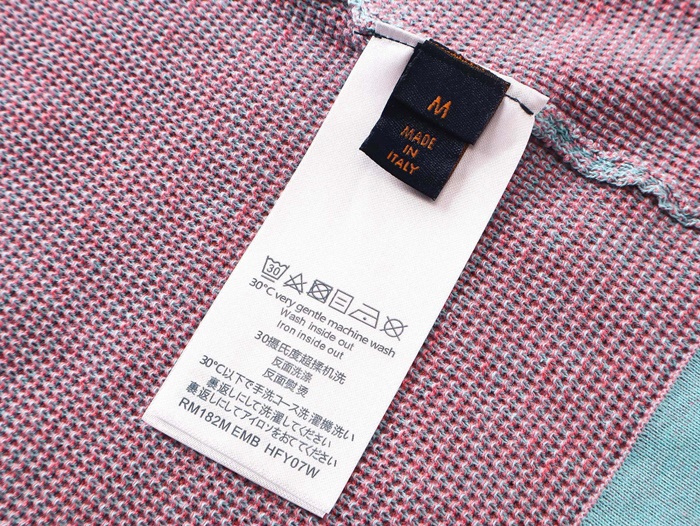 M
MADE
IN
ITALY
30
30°C very gentle machine wash
Wash inside out
Iron inside out
30攝氏度超揉机洗
反面洗涤
反面熨烫
30℃以下で手洗コース洗濯機洗い
裏返しにして洗濯してください
裏返しにしてアイロンをおてください
RM182M EMB HFY07W